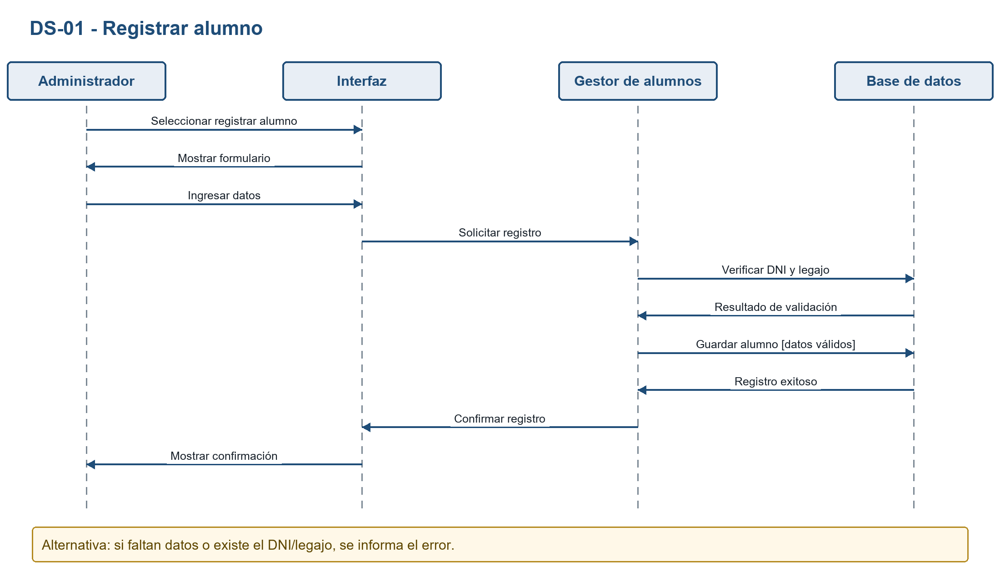 DS-01 - Registrar alumno
Administrador
Interfaz
Gestor de alumnos
Base de datos
Seleccionar registrar alumno
Mostrar formulario
Ingresar datos
Solicitar registro
Verificar DNI y legajo
Resultado de validación
Guardar alumno [datos válidos]
Registro exitoso
Confirmar registro
Mostrar confirmación
Alternativa: si faltan datos o existe el DNI/legajo, se informa el error.